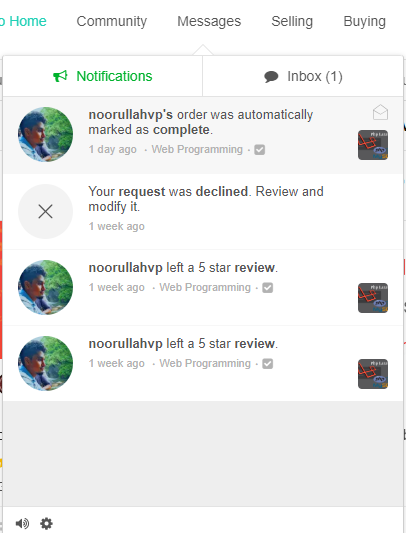 Home
Community
Messages
Selling
Buying
Notifications
Inbox (1)
noorullahvp's order was automatically
marked as complete.
1 day ago · Web Programming ·
Your request was declined. Review and
modify it.
1 week ago
noorullahvp left a 5 star review.
1 week ago · Web Programming ·
noorullahvp left a 5 star review.
1 week ago · Web Programming ·